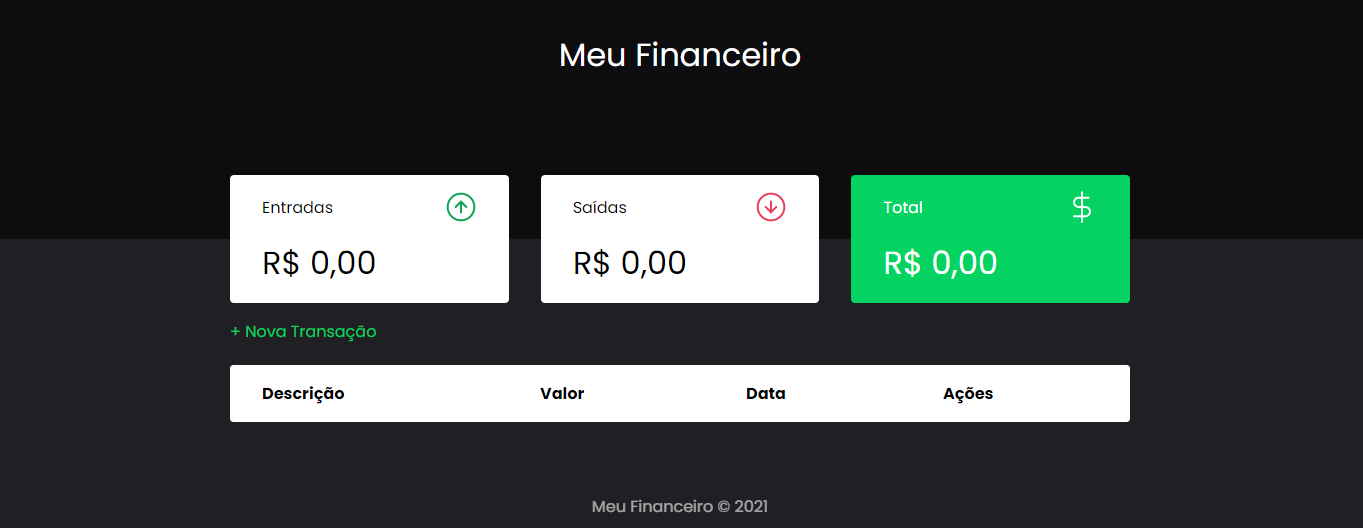 Meu Financeiro
Entradas
R$ 0,00
Saídas
R$ 0,00
Total
$
R$ 0,00
+ Nova Transação
Descrição Valor Data Ações
Meu Financeiro © 2021